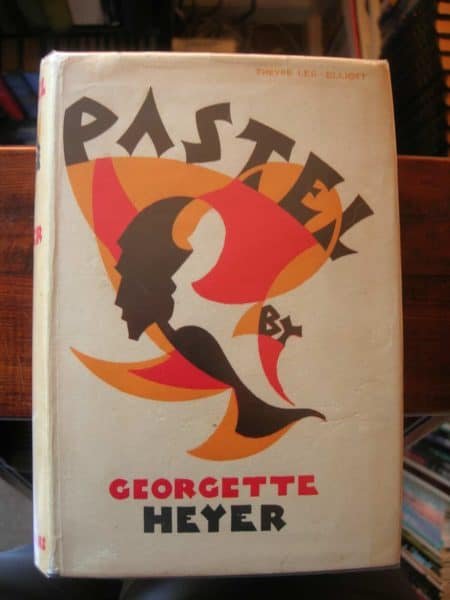 THEYRE LEE-ELLIOTT
PASTEL
BY
GEORGETTE
HEYER